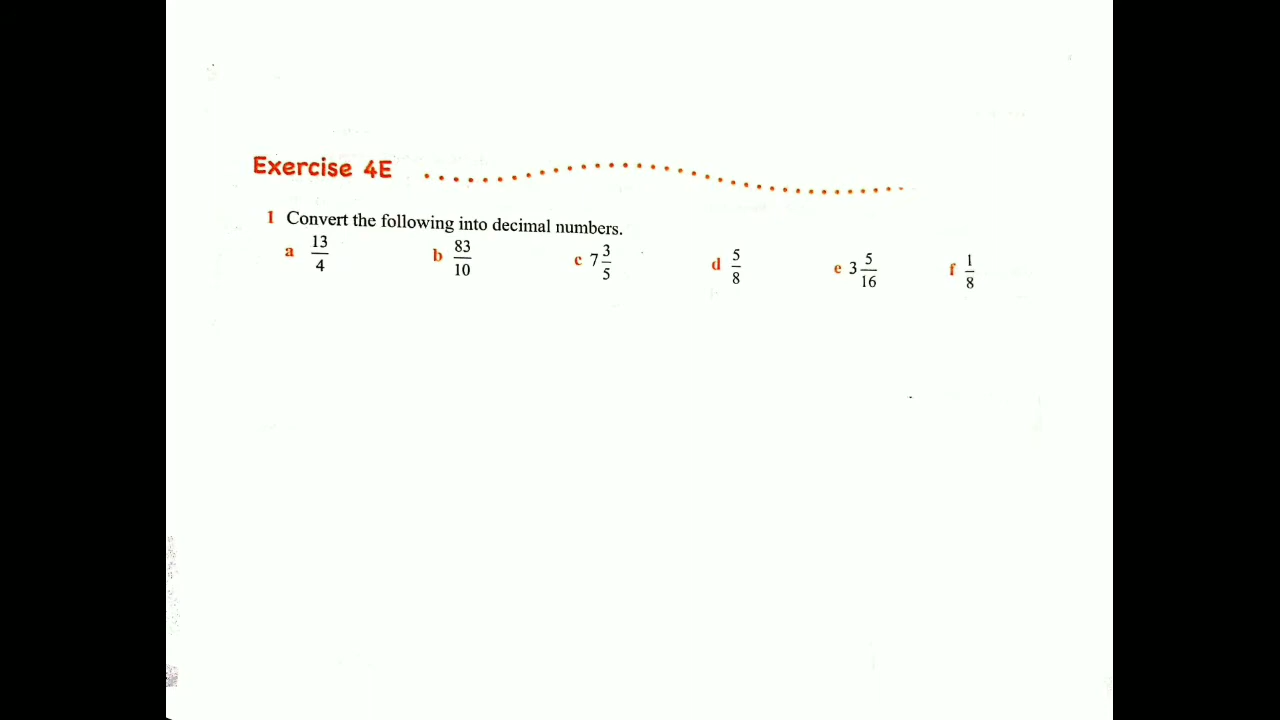 Exercise 4E
1 Convert the following into decimal numbers.
a 13/4 b 83/10 c 7 3/5 d 5/8 e 3 5/16 f 1/8